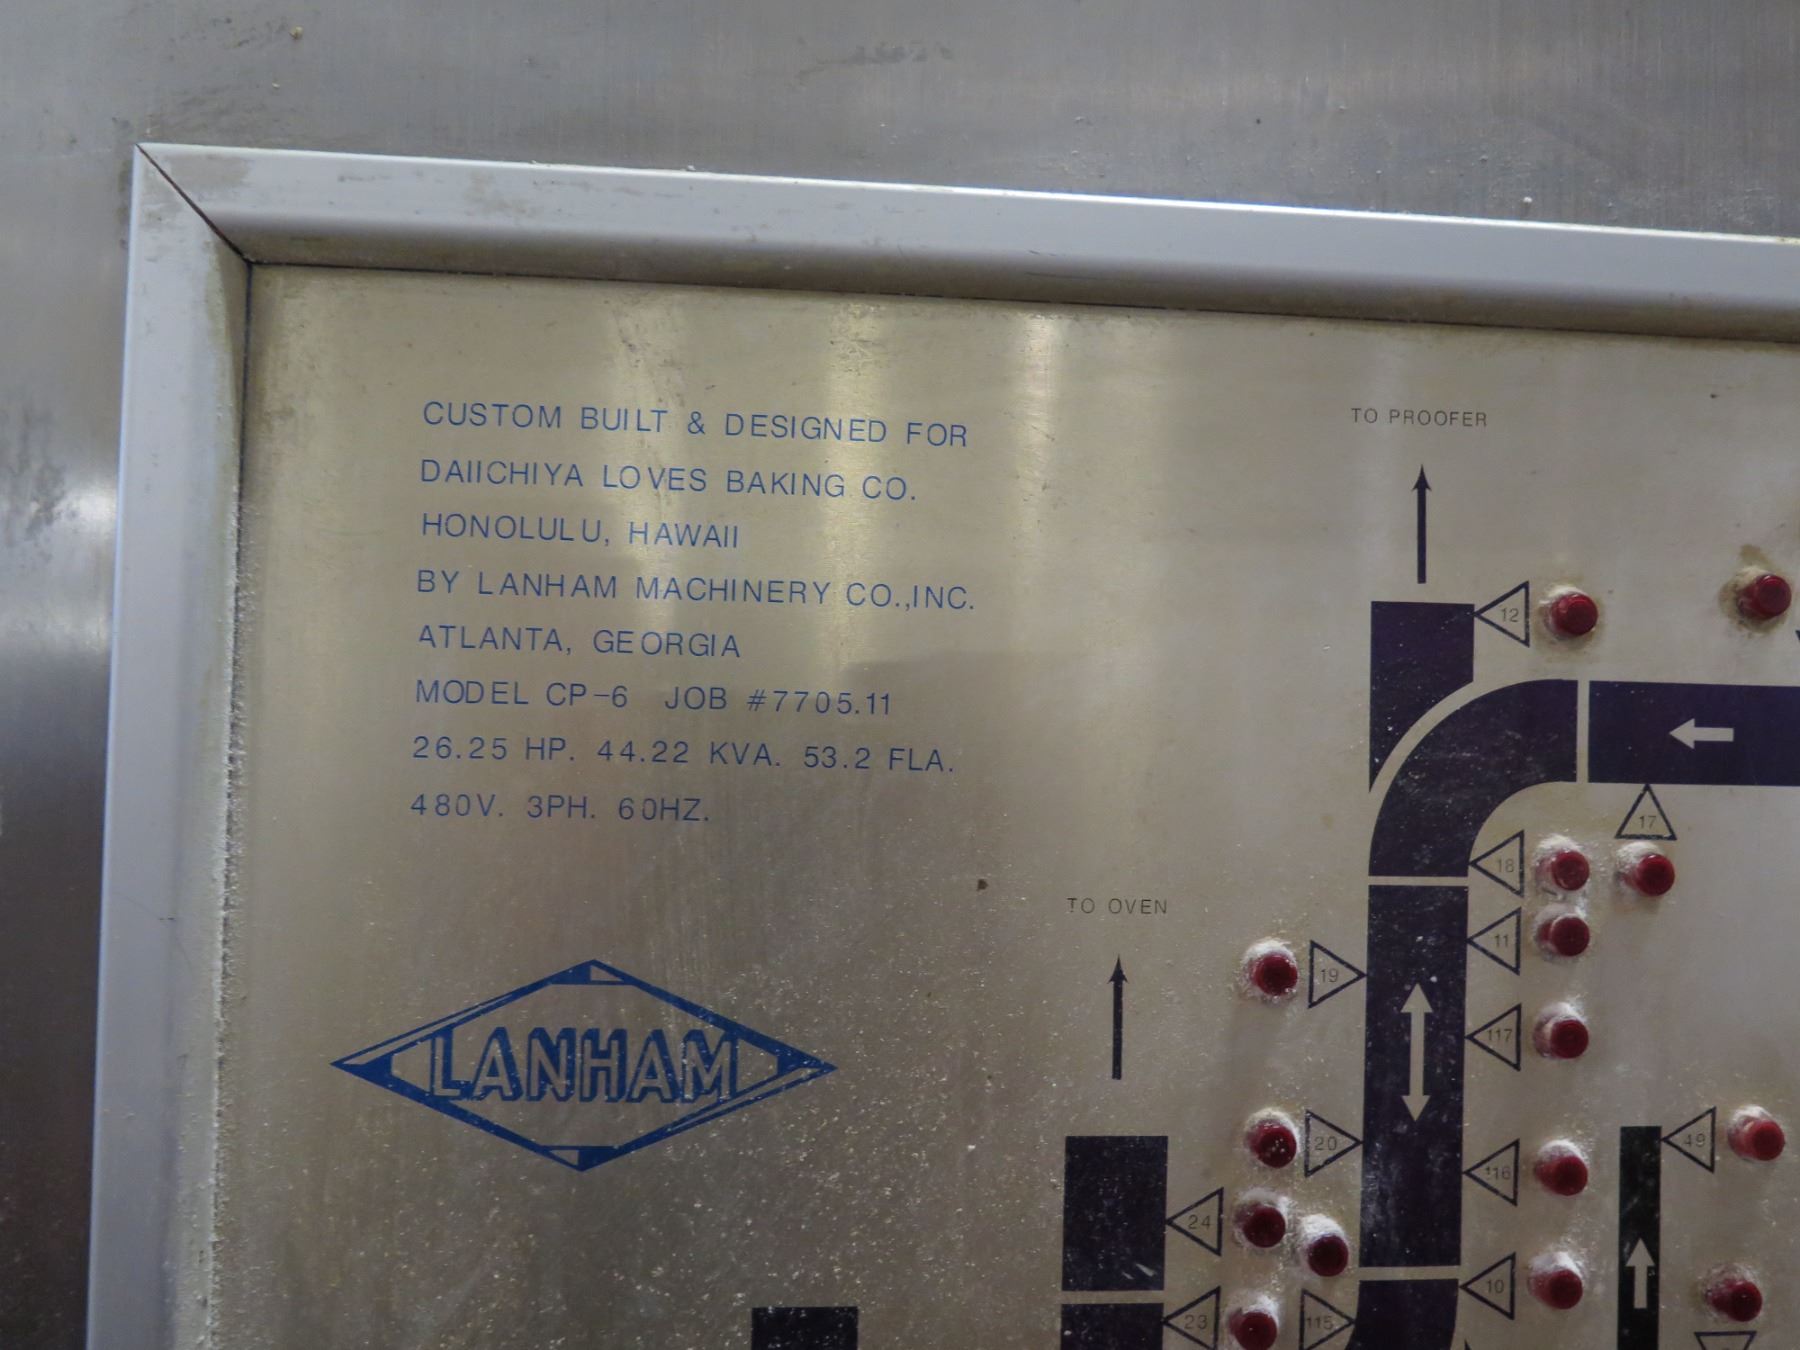 CUSTOM BUILT & DESIGNED FOR
DAIICHIYA LOVES BAKING CO.
HONOLULU, HAWAII
BY LANHAM MACHINERY CO.,INC.
ATLANTA, GEORGIA
MODEL CP-6 JOB #7705.11
26.25 HP. 44.22 KVA. 53.2 FLA.
480V. 3PH. 60HZ.
LANHAM
TO PROOFER
12
17
18
11
TO OVEN
19
117
20
49
116
24
10
23
115